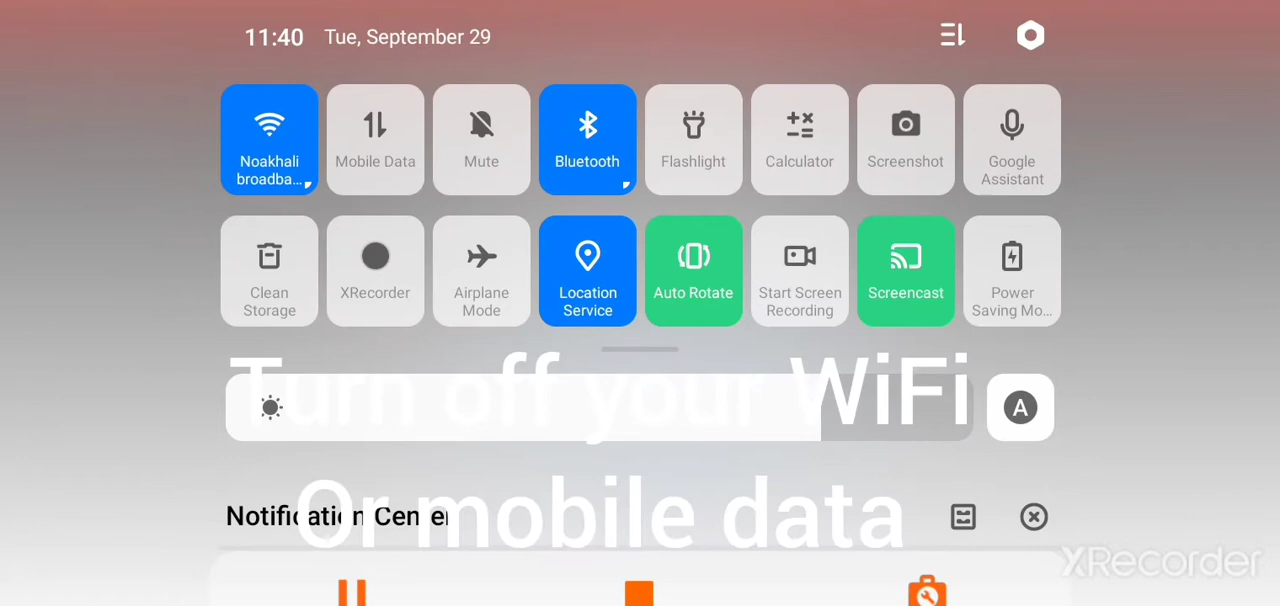 11:40 Tue, September 29
Noakhali
broadba...
Mobile Data
Mute
Bluetooth
Flashlight
Calculator
Screenshot
Google
Assistant
Clean
Storage
XRecorder
Airplane
Mode
Location
Service
Auto Rotate
Start Screen
Recording
Screencast
Power
Saving Mo...
Turn off your WiFi
A
Or mobile data
Notification Center
XRecorder